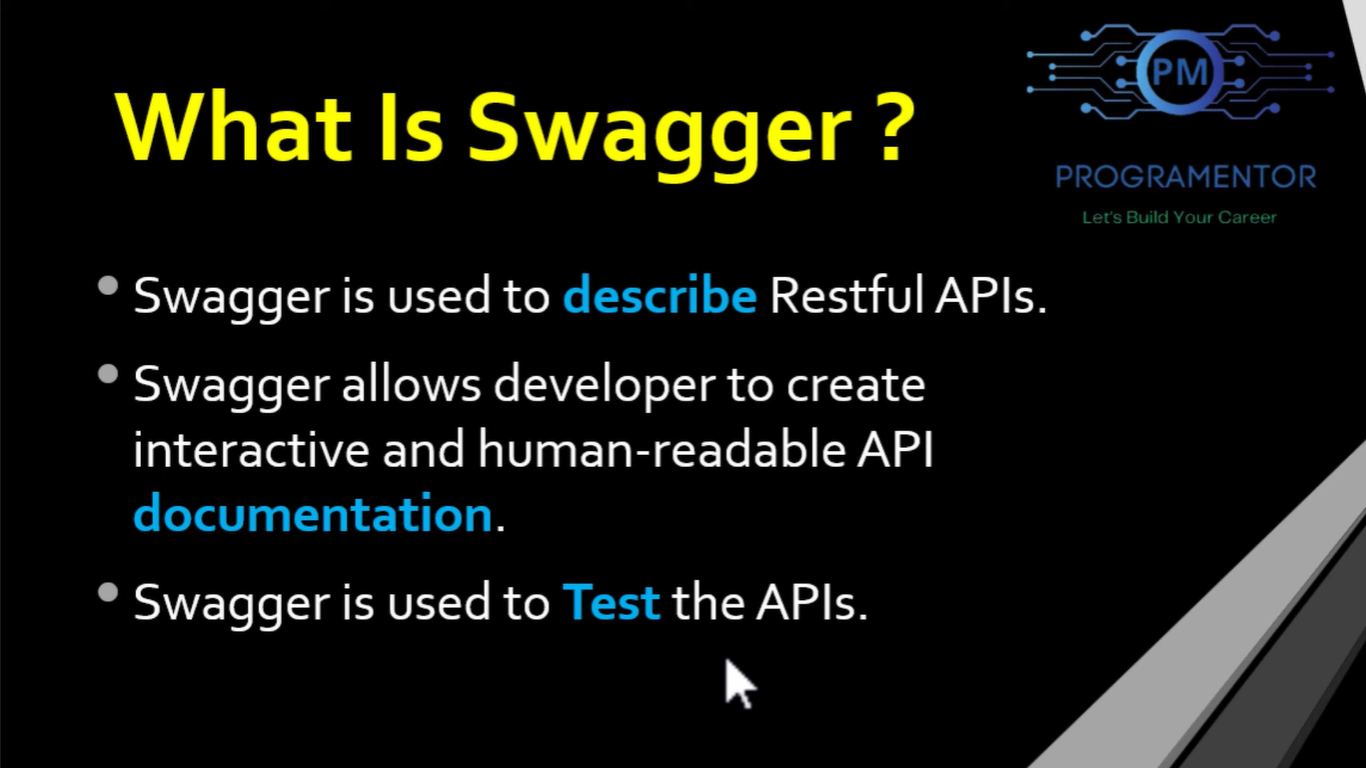 What Is Swagger ?
PM
PROGRAMENTOR
Let's Build Your Career
• Swagger is used to describe Restful APIs.
• Swagger allows developer to create
interactive and human-readable API
documentation.
• Swagger is used to Test the APIs.